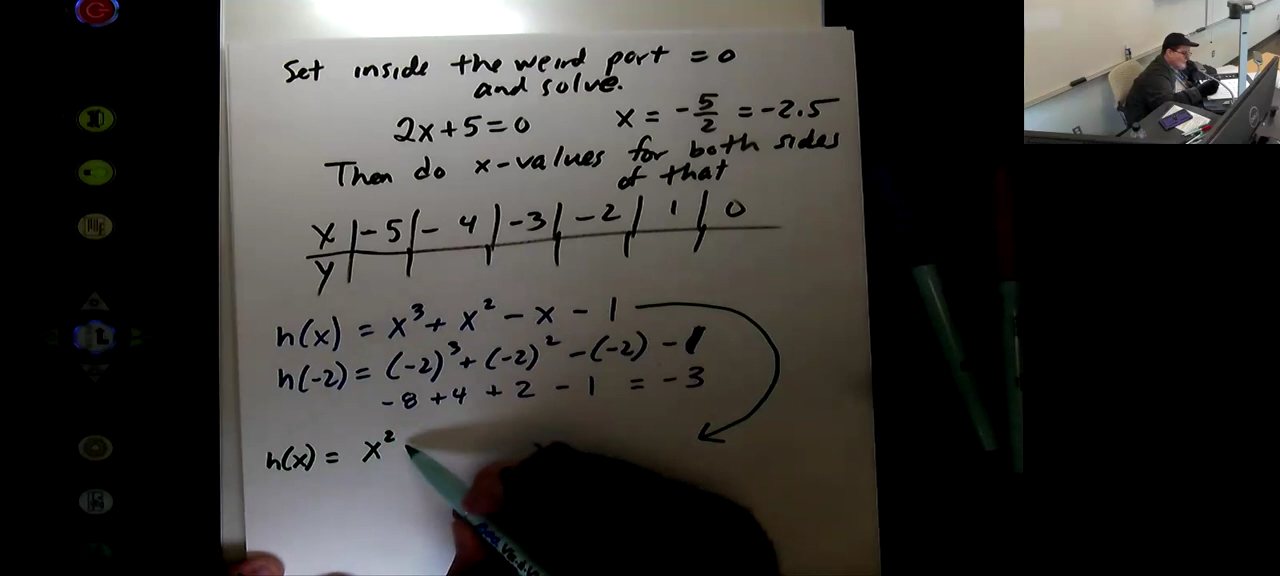 Set inside the weird part = 0
and solve.
2x+5=0 x = -5/2 = -2.5
Then do x-values for both sides
of that
x | -5 | -4 | -3 | -2 | 1 | 0
y
h(x) = x³ + x² - x - 1
h(-2) = (-2)³ + (-2)² - (-2) - 1
-8 + 4 + 2 - 1 = -3
h(x) = x²